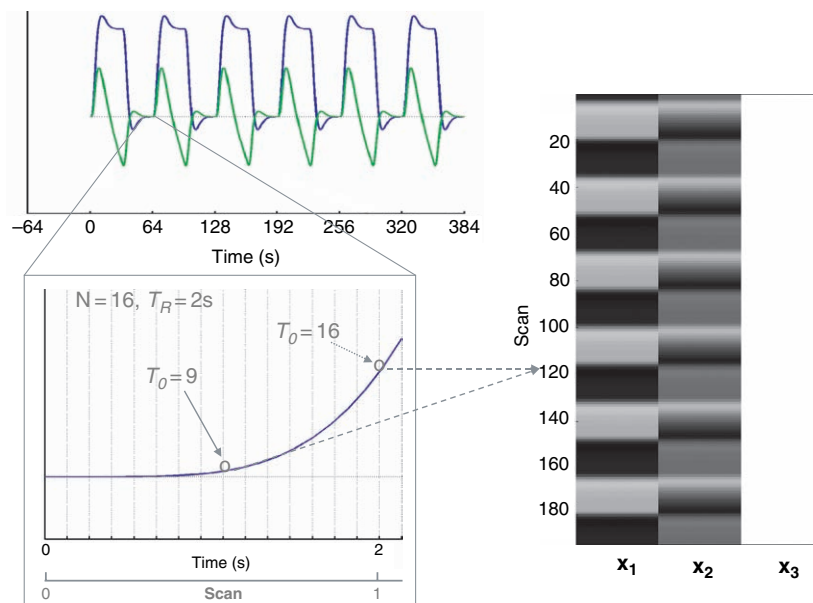 −64 0 64 128 192 256 320 384
Time (s)
N = 16, T_R = 2s
T_0 = 16
T_0 = 9
0 2
Time (s)
0 Scan 1
20
40
60
80
100
120
140
160
180
Scan
x_1 x_2 x_3